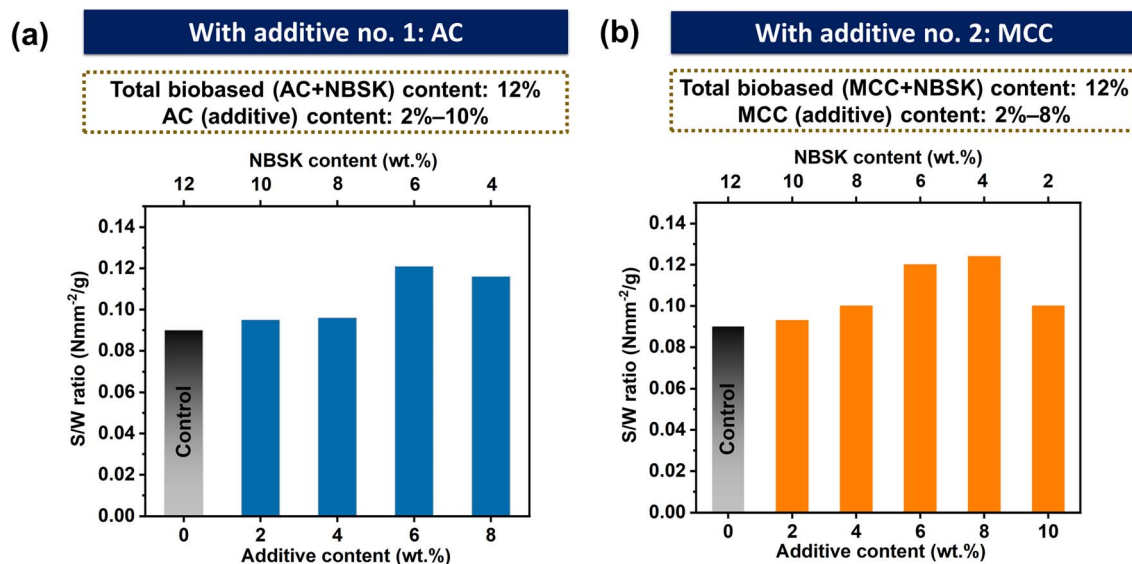 (a)
With additive no. 1: AC
Total biobased (AC+NBSK) content: 12%
AC (additive) content: 2%–10%
NBSK content (wt.%)
12 10 8 6 4
0.14
0.12
0.10
0.08
0.06
0.04
0.02
0.00
S/W ratio (Nmm⁻²/g)
Control
0 2 4 6 8
Additive content (wt.%)
(b)
With additive no. 2: MCC
Total biobased (MCC+NBSK) content: 12%
MCC (additive) content: 2%–8%
NBSK content (wt.%)
12 10 8 6 4 2
0.14
0.12
0.10
0.08
0.06
0.04
0.02
0.00
S/W ratio (Nmm⁻²/g)
Control
0 2 4 6 8 10
Additive content (wt.%)